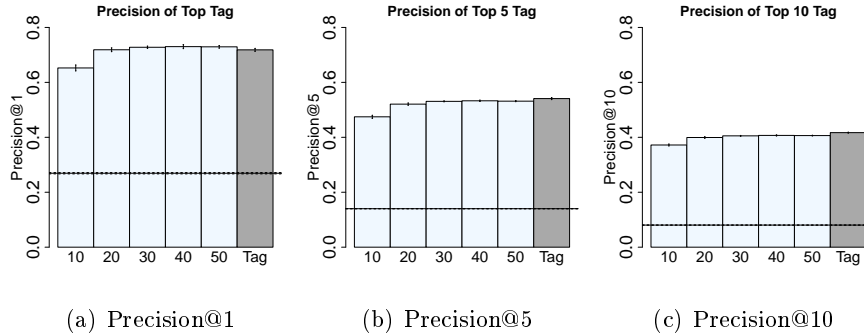 Precision of Top Tag
Precision@1
0.0 0.2 0.4 0.6 0.8
10 20 30 40 50 Tag
(a) Precision@1
Precision of Top 5 Tag
Precision@5
0.0 0.2 0.4 0.6 0.8
10 20 30 40 50 Tag
(b) Precision@5
Precision of Top 10 Tag
Precision@10
0.0 0.2 0.4 0.6 0.8
10 20 30 40 50 Tag
(c) Precision@10